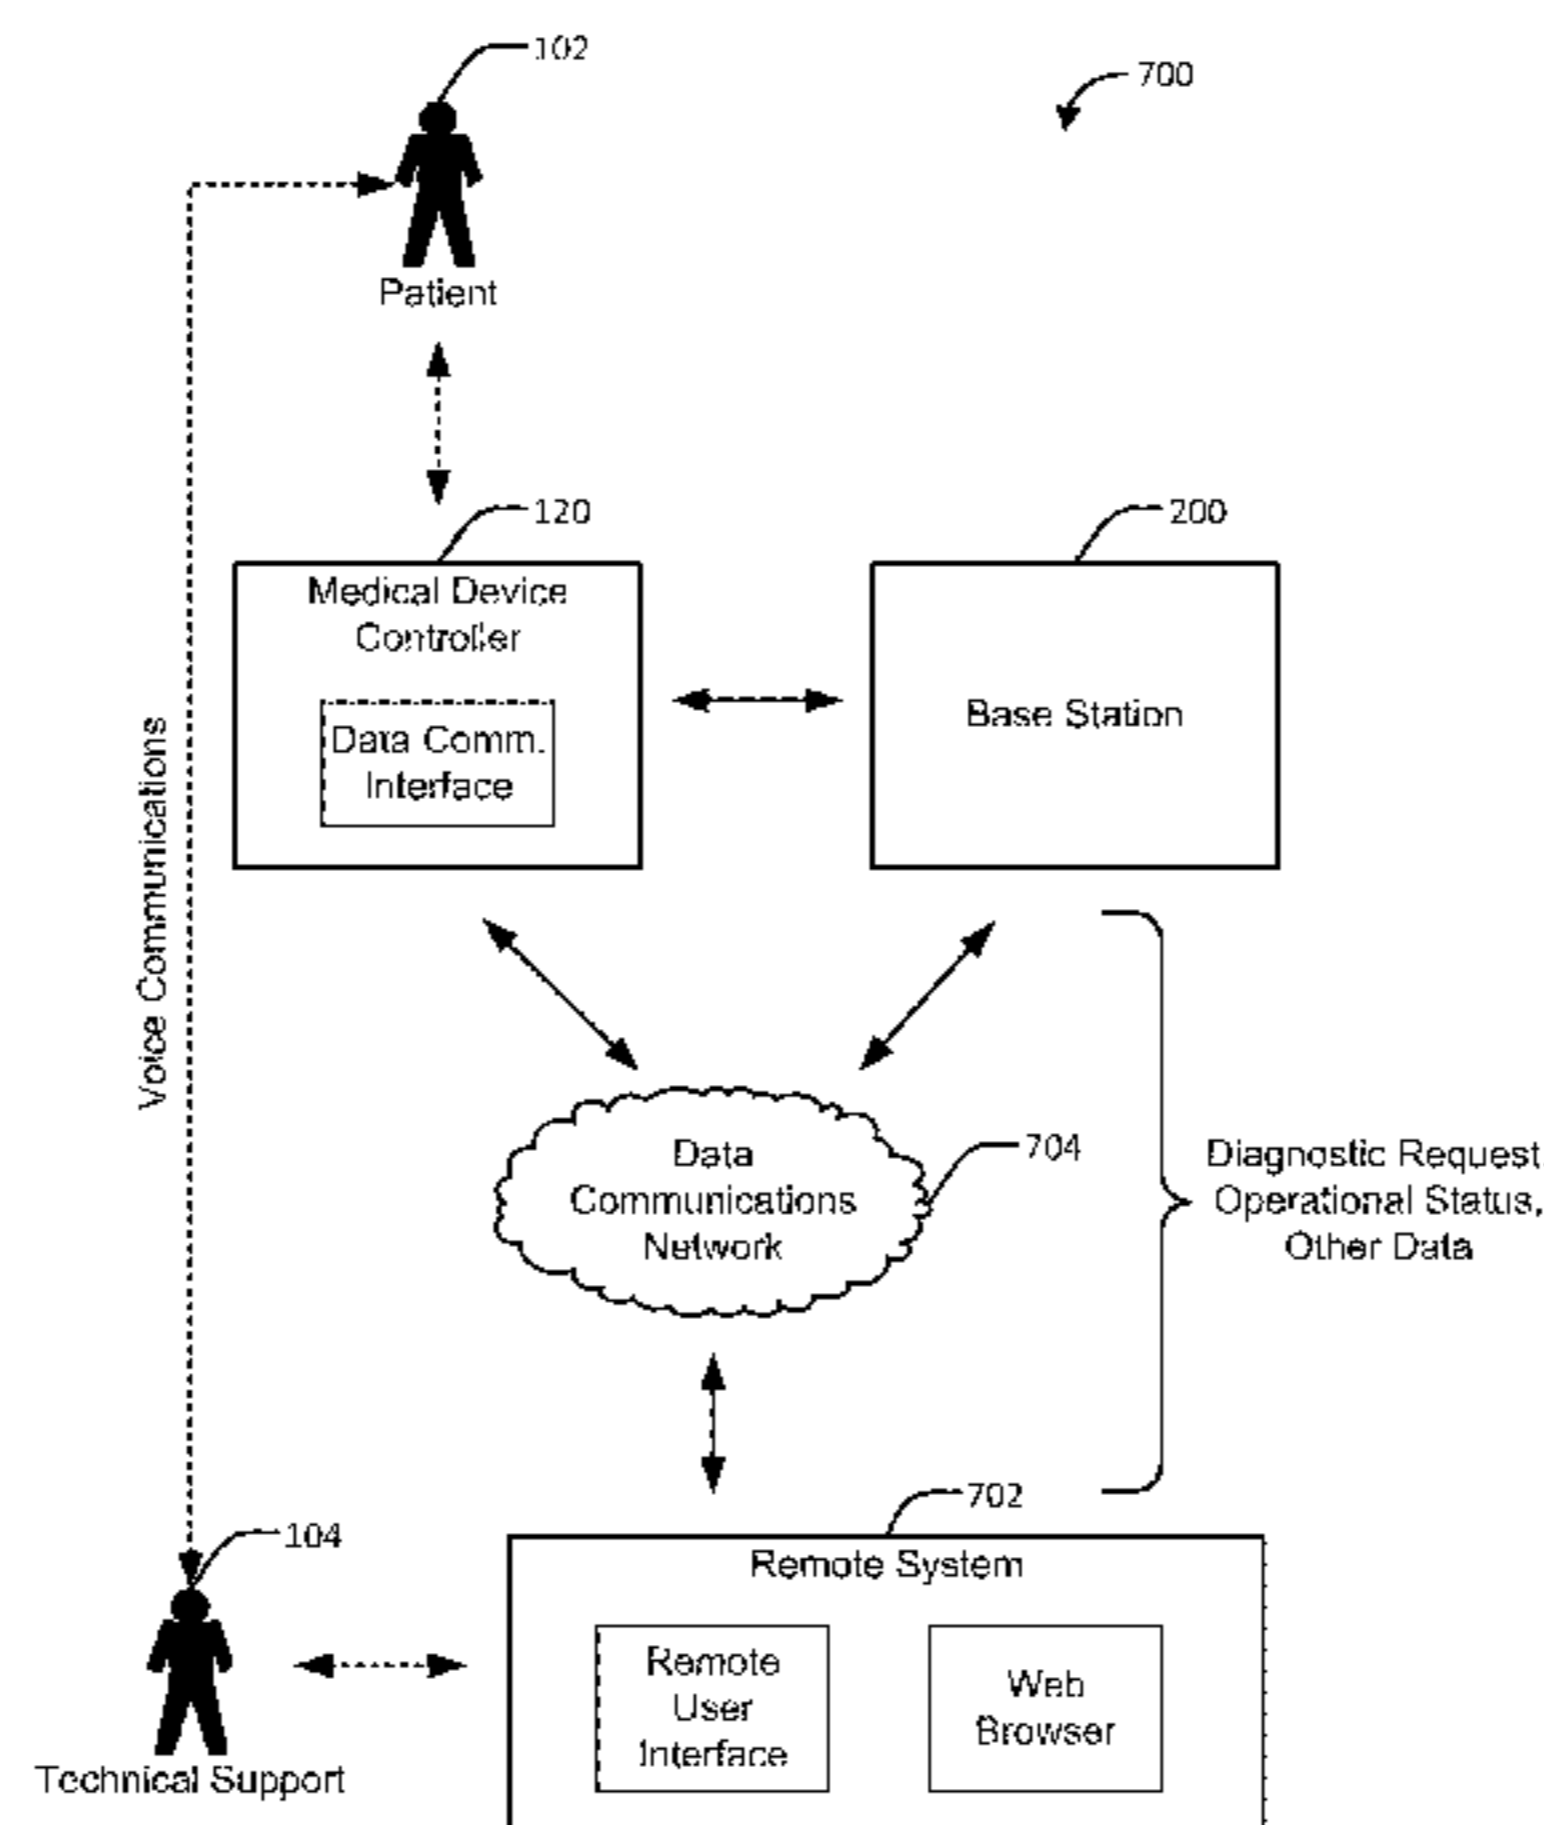 102
700
Patient
120
200
Medical Device
Controller
Data Comm.
Interface
Base Station
Voice Communications
Data
Communications
Network
704
Diagnostic Request,
Operational Status,
Other Data
702
104
Remote System
Remote
User
Interface
Web
Browser
Technical Support